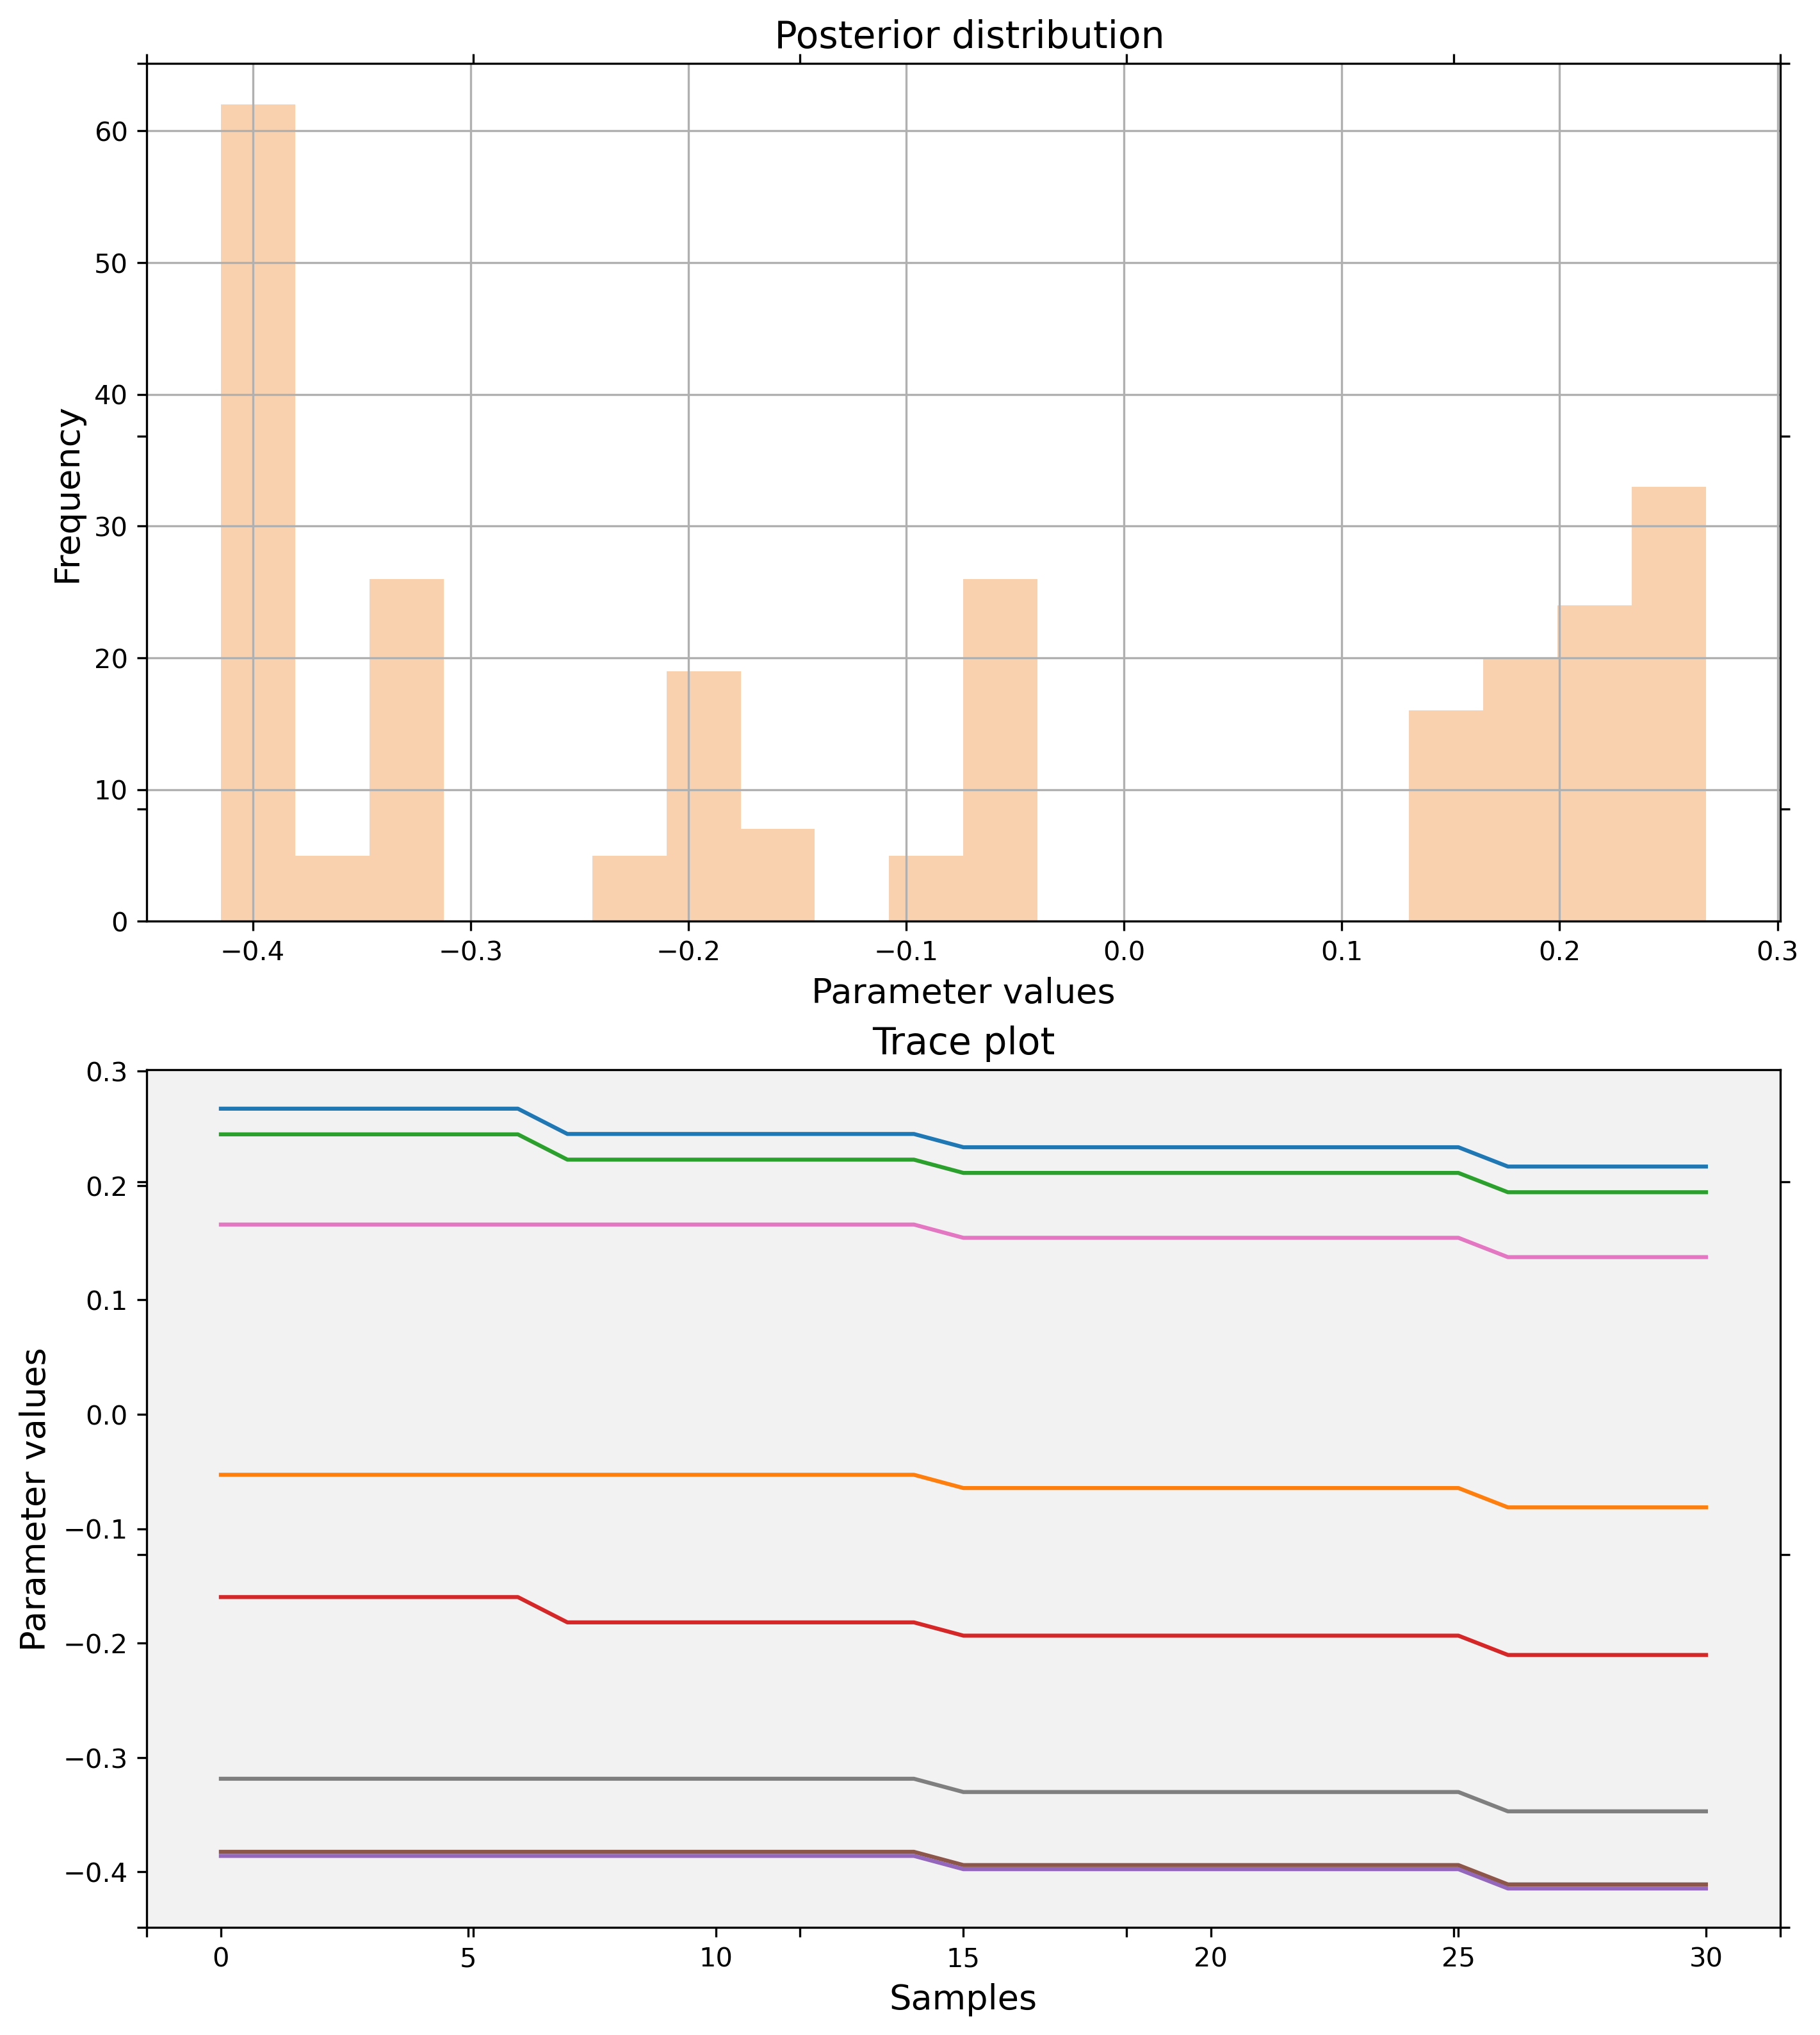 Posterior distribution
60
50
40
30
20
10
0
Frequency
−0.4 −0.3 −0.2 −0.1 0.0 0.1 0.2 0.3
Parameter values
Trace plot
0.3
0.2
0.1
0.0
−0.1
−0.2
−0.3
−0.4
Parameter values
0 5 10 15 20 25 30
Samples